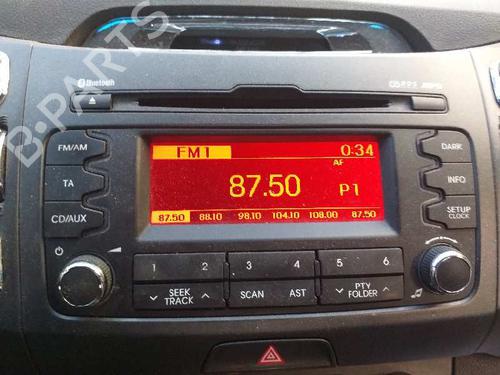 B-PARTS
Bluetooth
FM/AM
TA
CD/AUX
FM1
0:34
AF
87.50
P1
87.50 88.10 98.10 104.10 108.00 87.50
DARK
INFO
SETUP
CLOCK
1 2 3 4 5 6
SEEK
TRACK
SCAN
AST
PTY
FOLDER